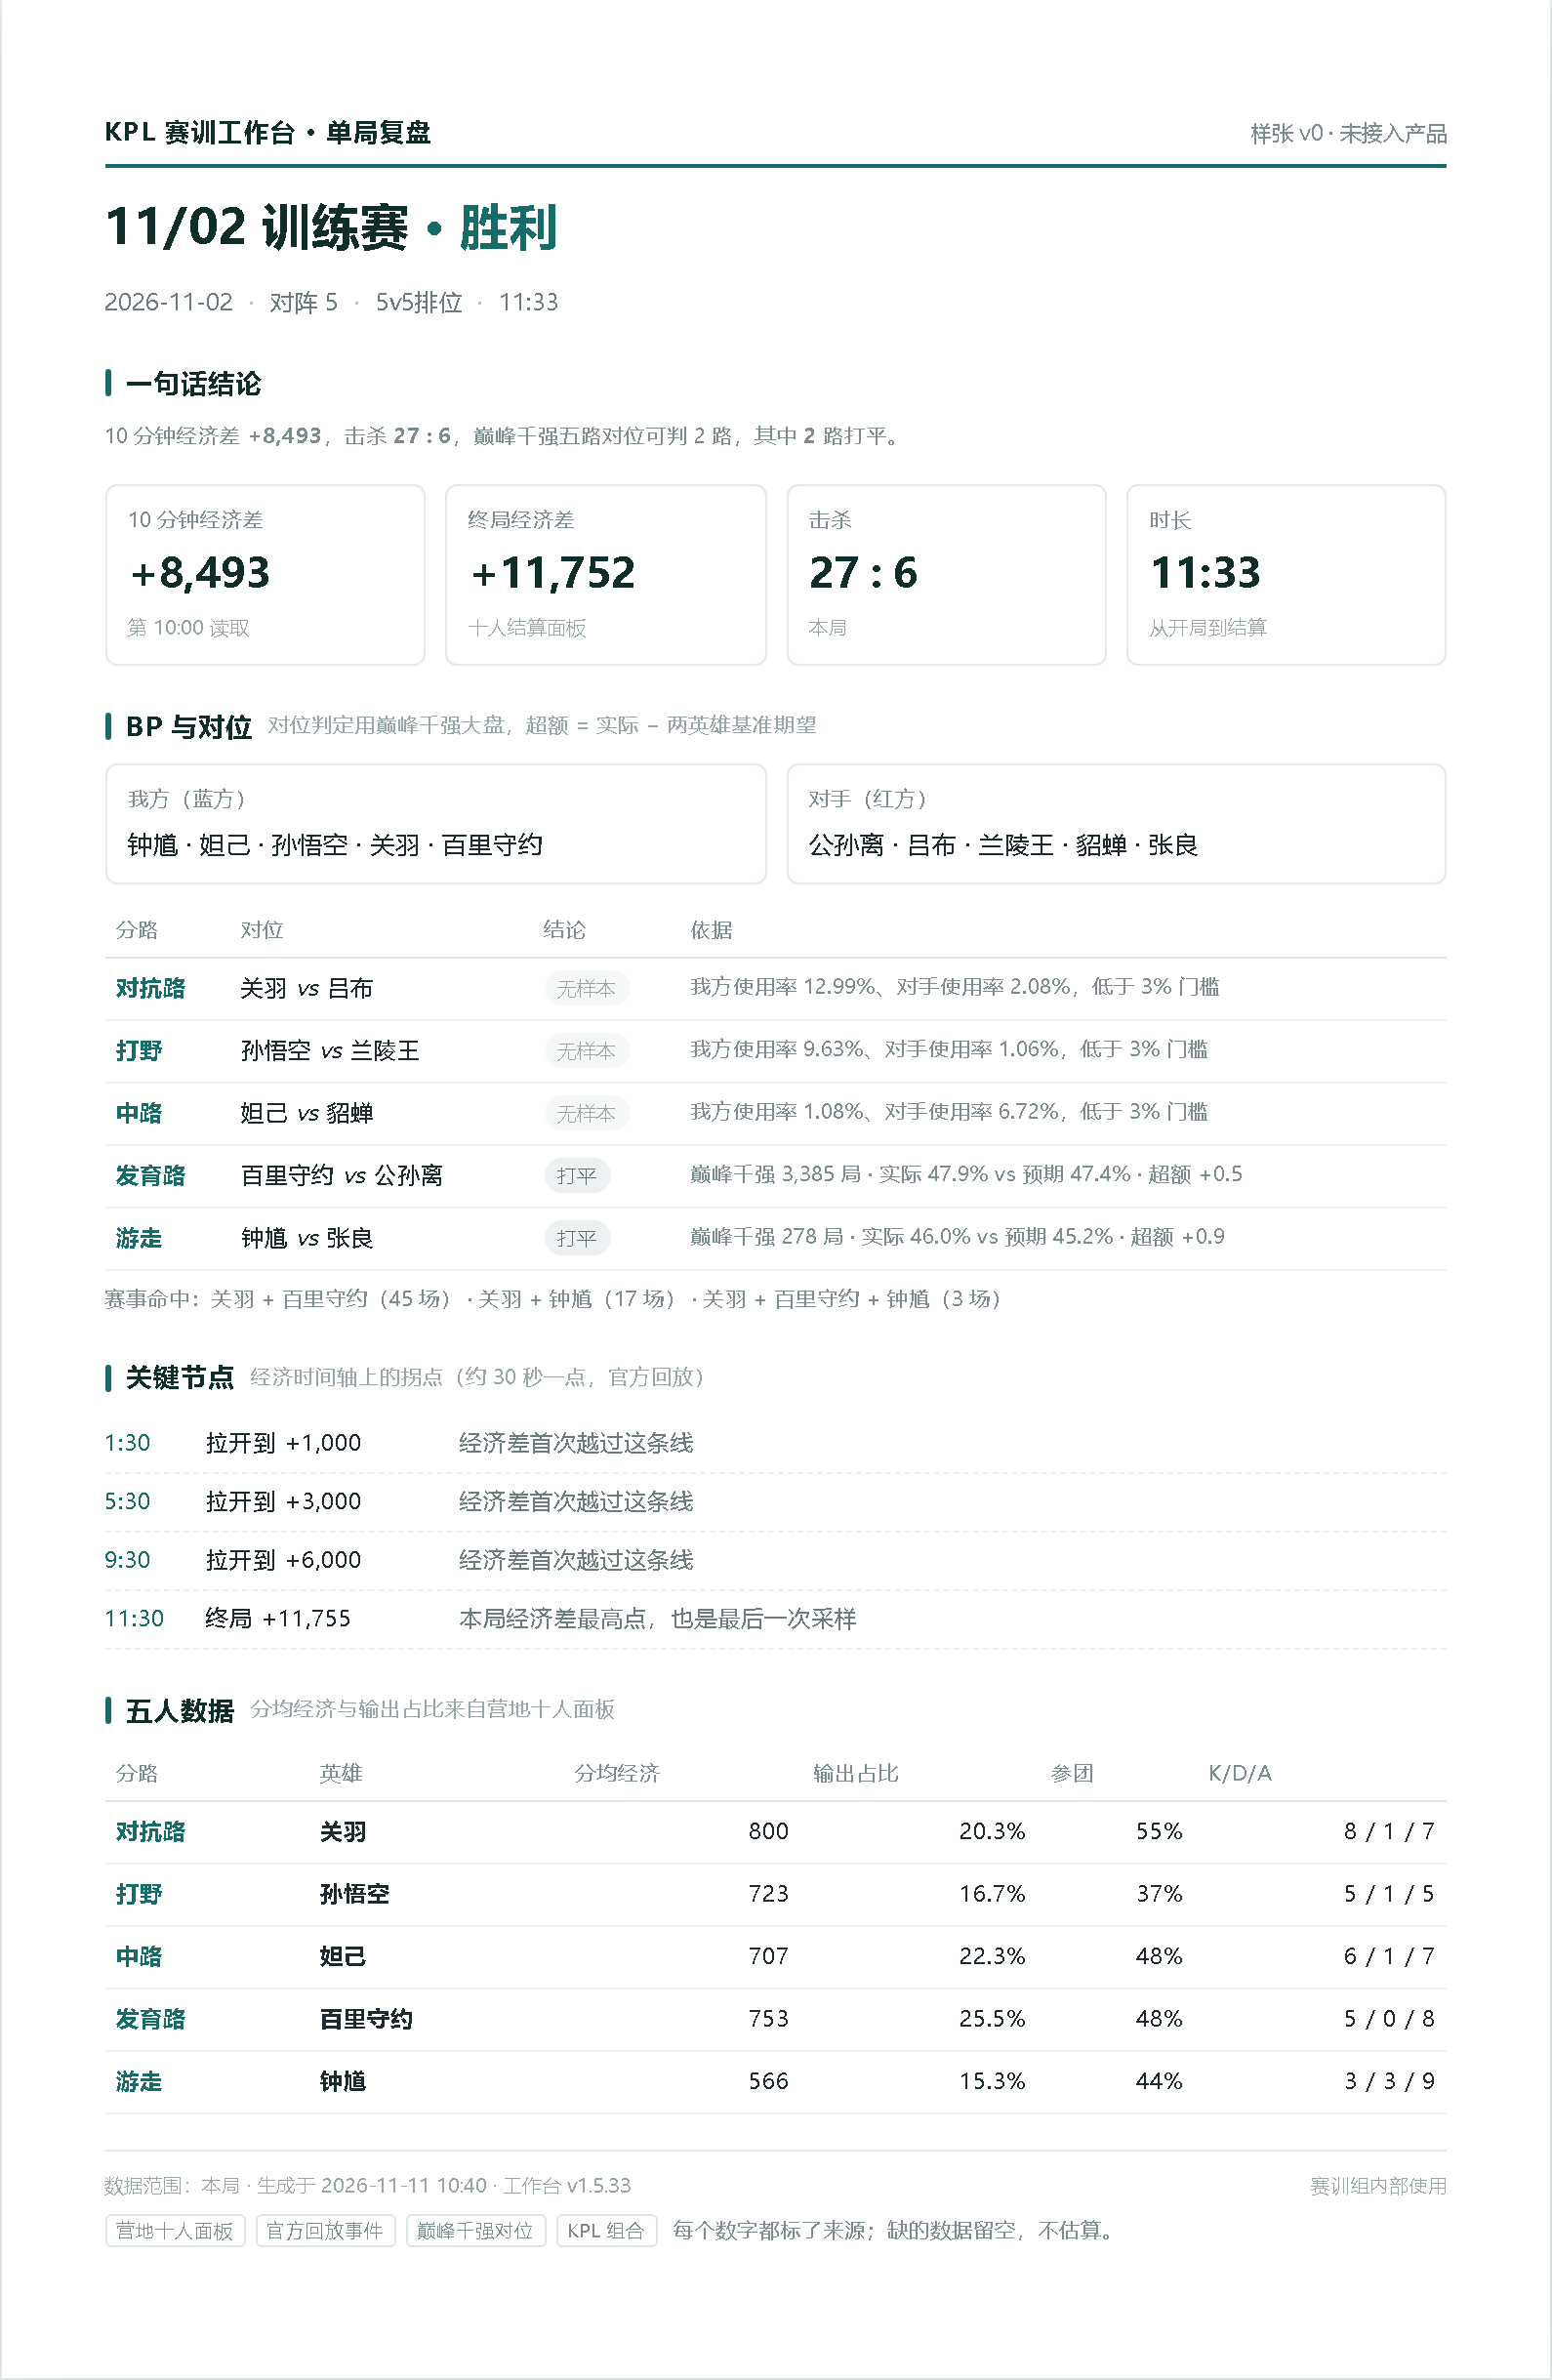 KPL 赛训工作台 · 单局复盘
样张 v0 · 未接入产品
11/02 训练赛 · 胜利
2026-11-02 · 对阵 5 · 5v5排位 · 11:33
一句话结论
10 分钟经济差 +8,493，击杀 27 : 6，巅峰千强五路对位可判 2 路，其中 2 路打平。
10 分钟经济差 终局经济差 击杀 时长
+8,493 +11,752 27 : 6 11:33
第 10:00 读取 十人结算面板 本局 从开局到结算
BP 与对位 对位判定用巅峰千强大盘，超额 = 实际 − 两英雄基准期望
我方（蓝方） 对手（红方）
钟馗 · 妲己 · 孙悟空 · 关羽 · 百里守约 公孙离 · 吕布 · 兰陵王 · 貂蝉 · 张良
分路 对位 结论 依据
对抗路 关羽 vs 吕布 无样本 我方使用率 12.99%、对手使用率 2.08%，低于 3% 门槛
打野 孙悟空 vs 兰陵王 无样本 我方使用率 9.63%、对手使用率 1.06%，低于 3% 门槛
中路 妲己 vs 貂蝉 无样本 我方使用率 1.08%、对手使用率 6.72%，低于 3% 门槛
发育路 百里守约 vs 公孙离 打平 巅峰千强 3,385 局 · 实际 47.9% vs 预期 47.4% · 超额 +0.5
游走 钟馗 vs 张良 打平 巅峰千强 278 局 · 实际 46.0% vs 预期 45.2% · 超额 +0.9
赛事命中：关羽 + 百里守约（45 场） · 关羽 + 钟馗（17 场） · 关羽 + 百里守约 + 钟馗（3 场）
关键节点 经济时间轴上的拐点（约 30 秒一点，官方回放）
1:30 拉开到 +1,000 经济差首次越过这条线
5:30 拉开到 +3,000 经济差首次越过这条线
9:30 拉开到 +6,000 经济差首次越过这条线
11:30 终局 +11,755 本局经济差最高点，也是最后一次采样
五人数据 分均经济与输出占比来自营地十人面板
分路 英雄 分均经济 输出占比 参团 K/D/A
对抗路 关羽 800 20.3% 55% 8 / 1 / 7
打野 孙悟空 723 16.7% 37% 5 / 1 / 5
中路 妲己 707 22.3% 48% 6 / 1 / 7
发育路 百里守约 753 25.5% 48% 5 / 0 / 8
游走 钟馗 566 15.3% 44% 3 / 3 / 9
数据范围：本局 · 生成于 2026-11-11 10:40 · 工作台 v1.5.33
赛训组内部使用
营地十人面板 官方回放事件 巅峰千强对位 KPL 组合 每个数字都标了来源；缺的数据留空，不估算。